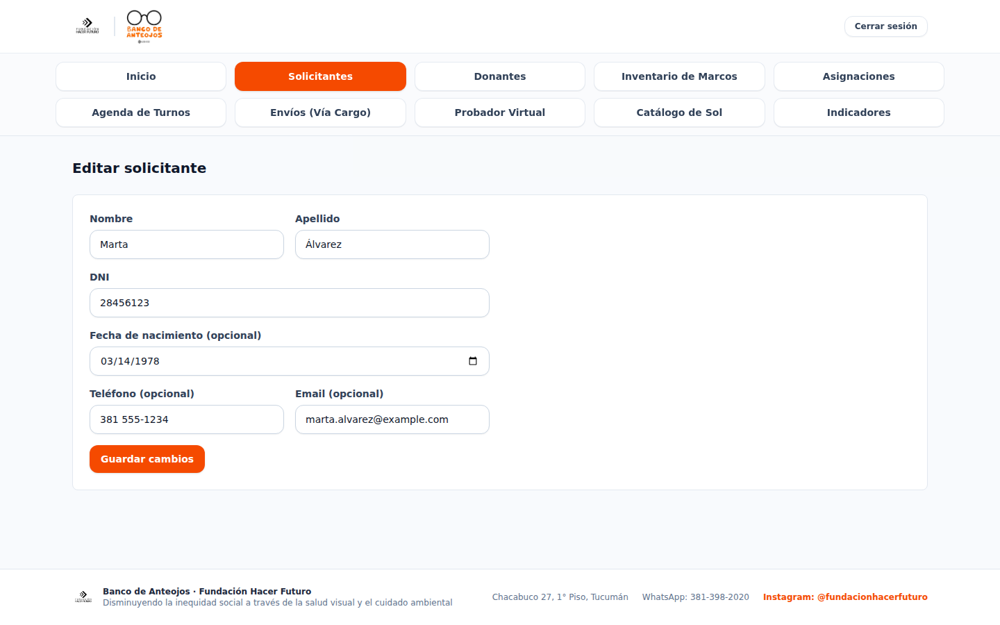 FUNDACIÓN
HACER FUTURO
BANCO DE
ANTEOJOS
Cerrar sesión
Inicio
Solicitantes
Donantes
Inventario de Marcos
Asignaciones
Agenda de Turnos
Envíos (Vía Cargo)
Probador Virtual
Catálogo de Sol
Indicadores
Editar solicitante
Nombre
Apellido
Marta
Álvarez
DNI
28456123
Fecha de nacimiento (opcional)
03/14/1978
Teléfono (opcional)
Email (opcional)
381 555-1234
marta.alvarez@example.com
Guardar cambios
FUNDACIÓN
HACER FUTURO
Banco de Anteojos · Fundación Hacer Futuro
Disminuyendo la inequidad social a través de la salud visual y el cuidado ambiental
Chacabuco 27, 1° Piso, Tucumán
WhatsApp: 381-398-2020
Instagram: @fundacionhacerfuturo